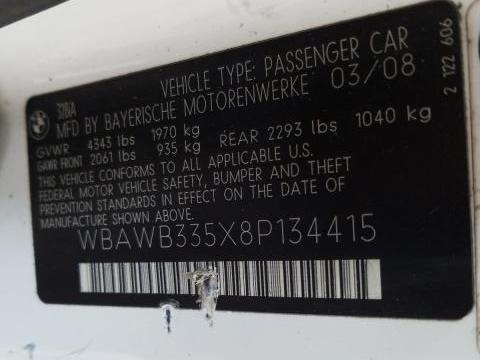 BMW
328iA
VEHICLE TYPE: PASSENGER CAR
MFD BY BAYERISCHE MOTORENWERKE 03/08
GVWR 4343 lbs 1970 kg
GAWR FRONT 2061 lbs 935 kg REAR 2293 lbs 1040 kg
THIS VEHICLE CONFORMS TO ALL APPLICABLE U.S.
FEDERAL MOTOR VEHICLE SAFETY, BUMPER AND THEFT
PREVENTION STANDARDS IN EFFECT ON THE DATE OF
MANUFACTURE SHOWN ABOVE.
WBAWB335X8P134415
2 122 606